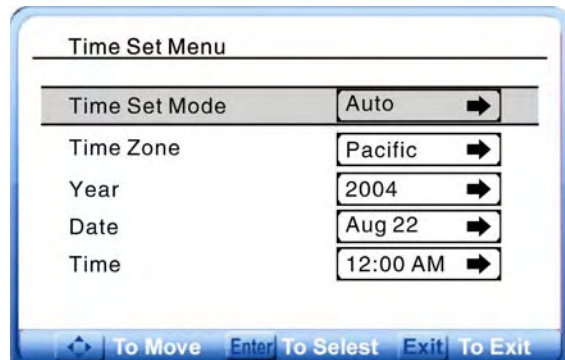 Time Set Menu
Time Set Mode Auto
Time Zone Pacific
Year 2004
Date Aug 22
Time 12:00 AM
To Move Enter To Selest Exit To Exit